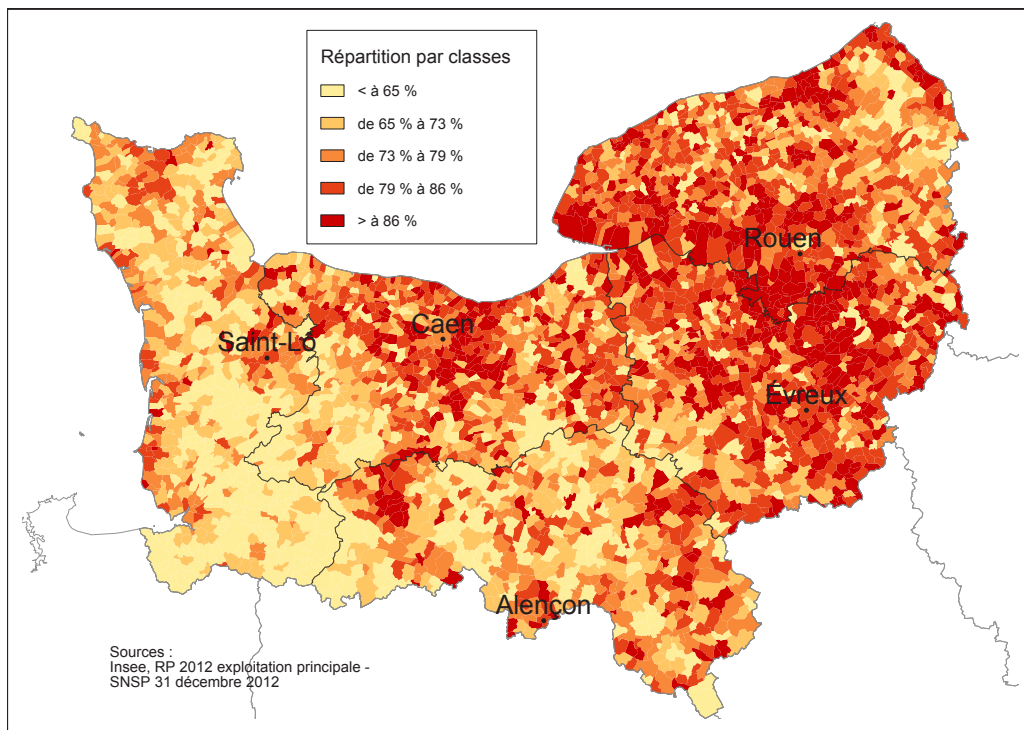 Répartition par classes
< à 65 %
de 65 % à 73 %
de 73 % à 79 %
de 79 % à 86 %
> à 86 %
Rouen
Caen
Saint-Lô
Évreux
Alençon
Sources :
Insee, RP 2012 exploitation principale -
SNSP 31 décembre 2012